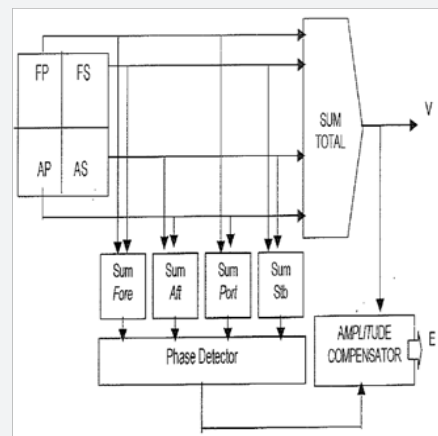 FP FS
AP AS
SUM
TOTAL
V
Sum
Fore
Sum
Aft
Sum
Port
Sum
Stb
Phase Detector
AMPLITUDE
COMPENSATOR
E